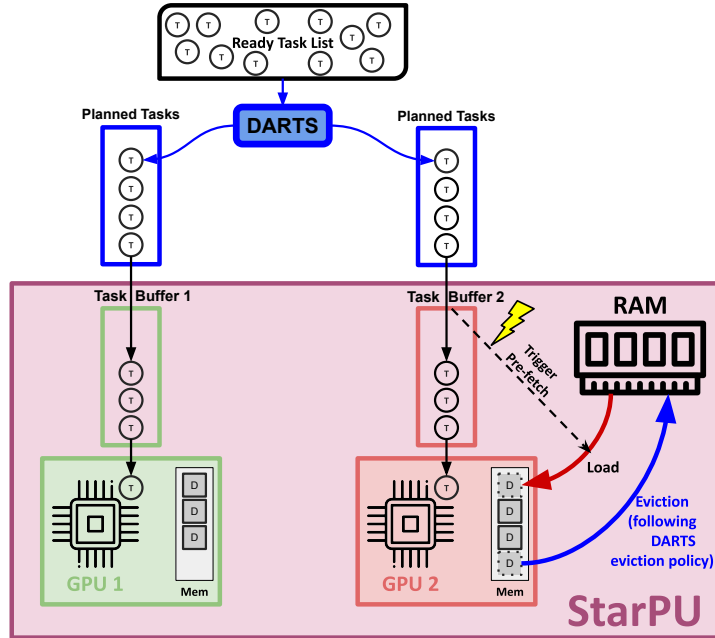 T T T T T
Ready Task List
T T T T T
DARTS
Planned Tasks
Planned Tasks
T
T
T
T
T
T
T
T
Task Buffer 1
Task Buffer 2
RAM
Trigger
Pre-fetch
T
T
T
T
T
T
Load
T
D
D
D
GPU 1
Mem
T
D
D
D
D
GPU 2
Mem
Eviction
(following
DARTS
eviction policy)
StarPU